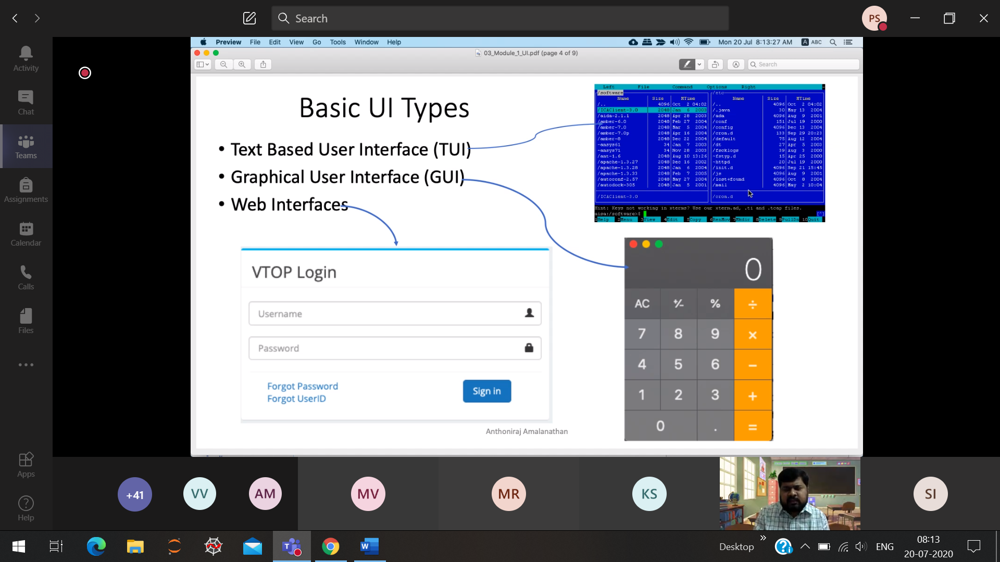 Search
PS
Activity
Chat
Teams
Assignments
Calendar
Calls
Files
Apps
Help
Preview File Edit View Go Tools Window Help
Mon 20 Jul 8:13:27 AM A ABC
03_Module_1_UI.pdf (page 4 of 9)
Search
Basic UI Types
• Text Based User Interface (TUI)
• Graphical User Interface (GUI)
• Web Interfaces
Left File Command Options Right
/software
Name Size MTime
/.. 4096 Oct 2 04:02
/ICAClient-3.0 2048 Jan 6 2003
/aida-2.1.1 2048 Apr 28 2003
/amber-6.0 2048 Feb 27 2004
/amber-7.0 2048 Mar 5 2004
/amber-7.0p 2048 Apr 16 2004
/amber-8 2048 Dec 22 2004
~ansys61 34 Jan 7 2003
~ansys71 34 Nov 28 2003
/ant-1.6 2048 Aug 10 13:26
/apache-1.3.27 2048 Dec 16 2002
/apache-1.3.28 2048 Jan 6 2004
/apache-1.3.33 2048 Feb 7 2005
/autoconf-2.57 2048 May 27 2004
/autodock-305 2048 Jan 5 2001
/ICAClient-3.0
/etc
Name Size MTime
/.. 4096 Oct 2 04:02
/.java 30 May 13 2004
/ada 4096 Aug 9 2001
/conf 151 Jul 19 2000
/config 4096 Dec 13 2004
/cron.d 133 Sep 29 20:23
/default 75 Aug 12 2004
/dt 27 Apr 5 2003
/fscklogs 39 Aug 3 2000
~fstyp.d 15 Apr 25 2000
~httpd 20 Jul 19 2000
/init.d 4096 Sep 21 15:45
/js 4096 Aug 9 2001
/lost+found 4096 Oct 8 2004
/mail 4096 May 2 10:04
/cron.d
Hint: Keys not working in xterms? Use our xterm.ad, .ti and .tcap files.
aisa:/software>$ [^]
1Help 2Menu 3View 4Edit 5Copy 6RenMov 7Mkdir 8Delete 9PullDn 10Quit
VTOP Login
Username
Password
Forgot Password
Forgot UserID
Sign in
0
AC +⁄- % ÷
7 8 9 ×
4 5 6 −
1 2 3 +
0 . =
Anthoniraj Amalanathan
+41 VV AM MV MR KS SI
Desktop » ENG
08:13
20-07-2020